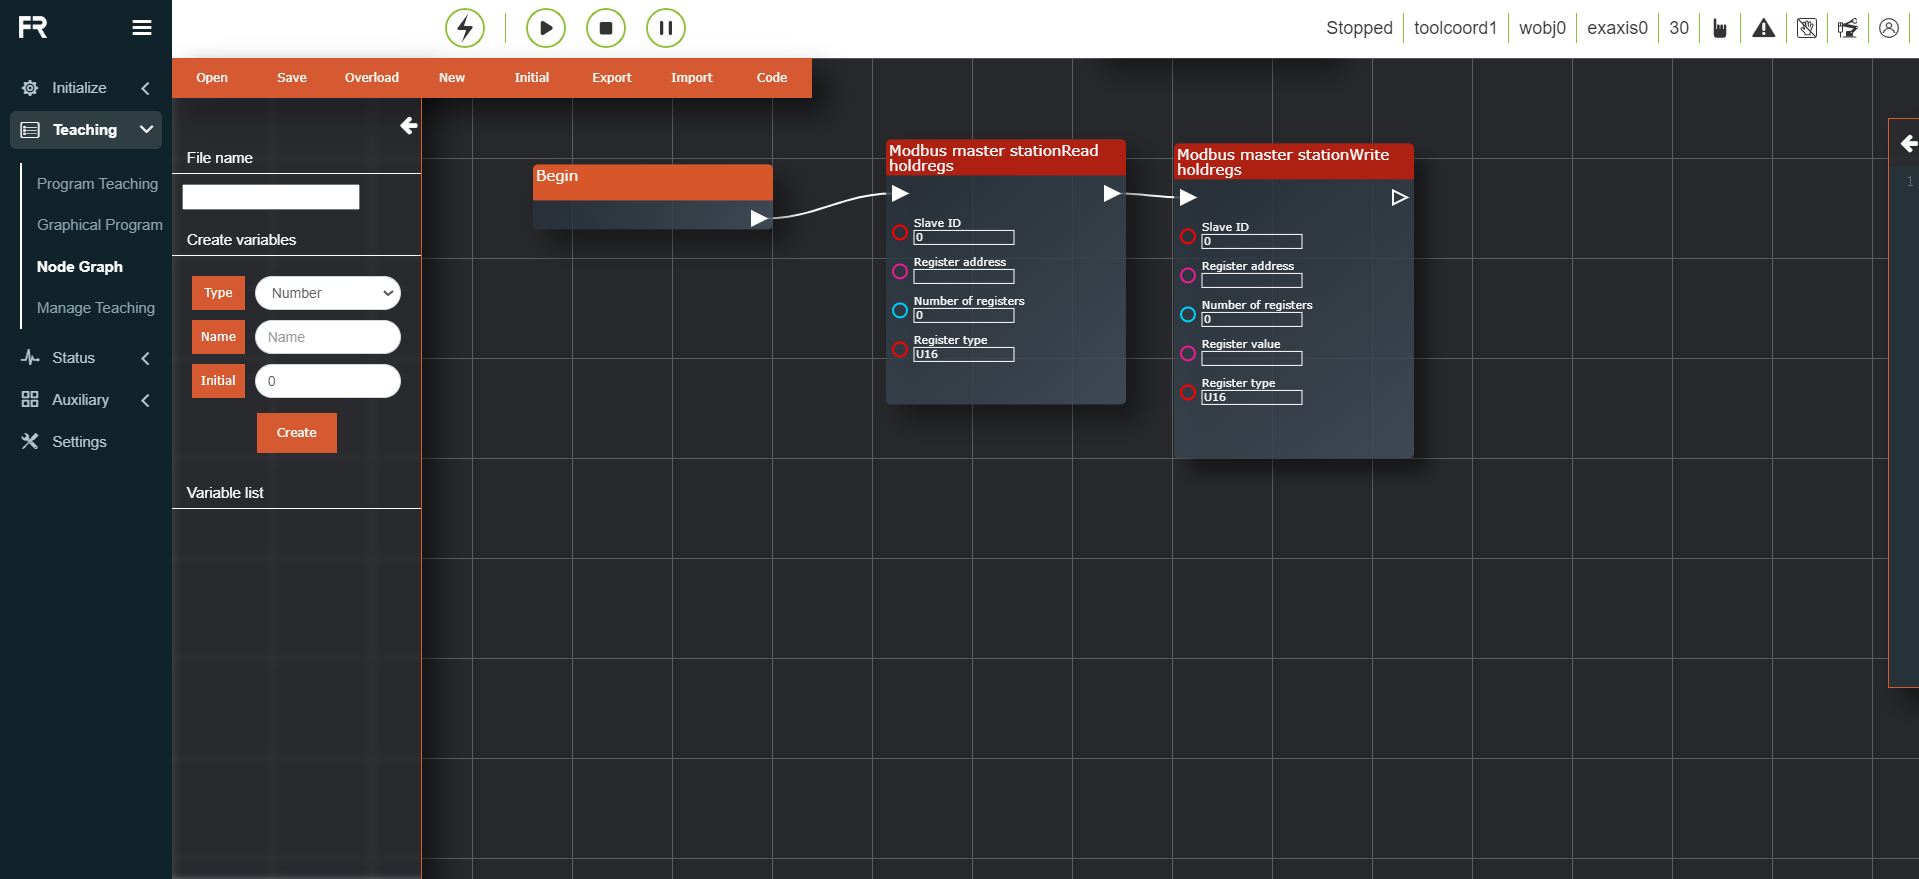 FR
Stopped
toolcoord1
wobj0
exaxis0
30
Initialize
Teaching
Program Teaching
Graphical Program
Node Graph
Manage Teaching
Status
Auxiliary
Settings
Open
Save
Overload
New
Initial
Export
Import
Code
File name
Create variables
Type
Number
Name
Name
Initial
0
Create
Variable list
Begin
Modbus master stationRead
holdregs
Slave ID
0
Register address
Number of registers
0
Register type
U16
Modbus master stationWrite
holdregs
Slave ID
0
Register address
Number of registers
0
Register value
Register type
U16
1